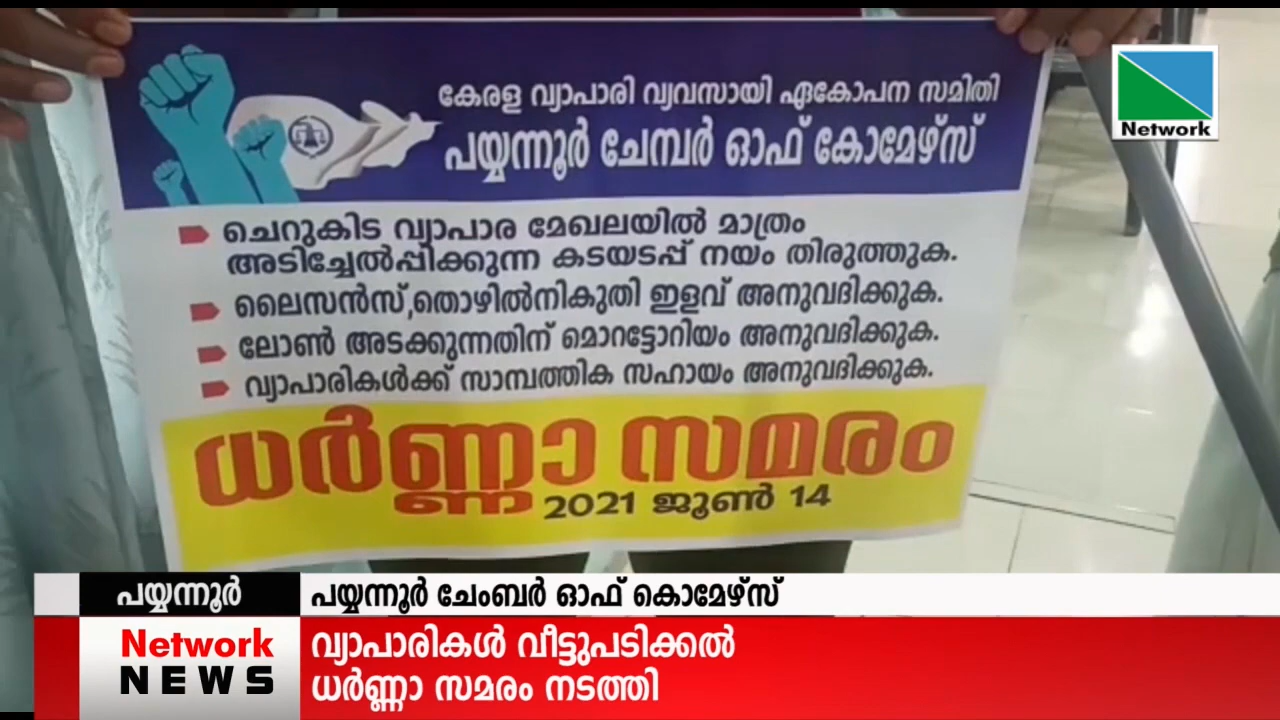 കേരള വ്യാപാരി വ്യവസായി ഏകോപന സമിതി
പയ്യന്നൂർ ചേമ്പർ ഓഫ് കോമേഴ്സ്
Network
ചെറുകിട വ്യാപാര മേഖലയിൽ മാത്രം
അടിച്ചേൽപ്പിക്കുന്ന കടയടപ്പ് നയം തിരുത്തുക.
ലൈസൻസ്,തൊഴിൽനികുതി ഇളവ് അനുവദിക്കുക.
ലോൺ അടക്കുന്നതിന് മൊറട്ടോറിയം അനുവദിക്കുക.
വ്യാപാരികൾക്ക് സാമ്പത്തിക സഹായം അനുവദിക്കുക.
ധർണ്ണാ സമരം
2021 ജൂൺ 14
പയ്യന്നൂർ
പയ്യന്നൂർ ചേംബർ ഓഫ് കൊമേഴ്സ്
Network
NEWS
വ്യാപാരികൾ വീട്ടുപടിക്കൽ
ധർണ്ണാ സമരം നടത്തി